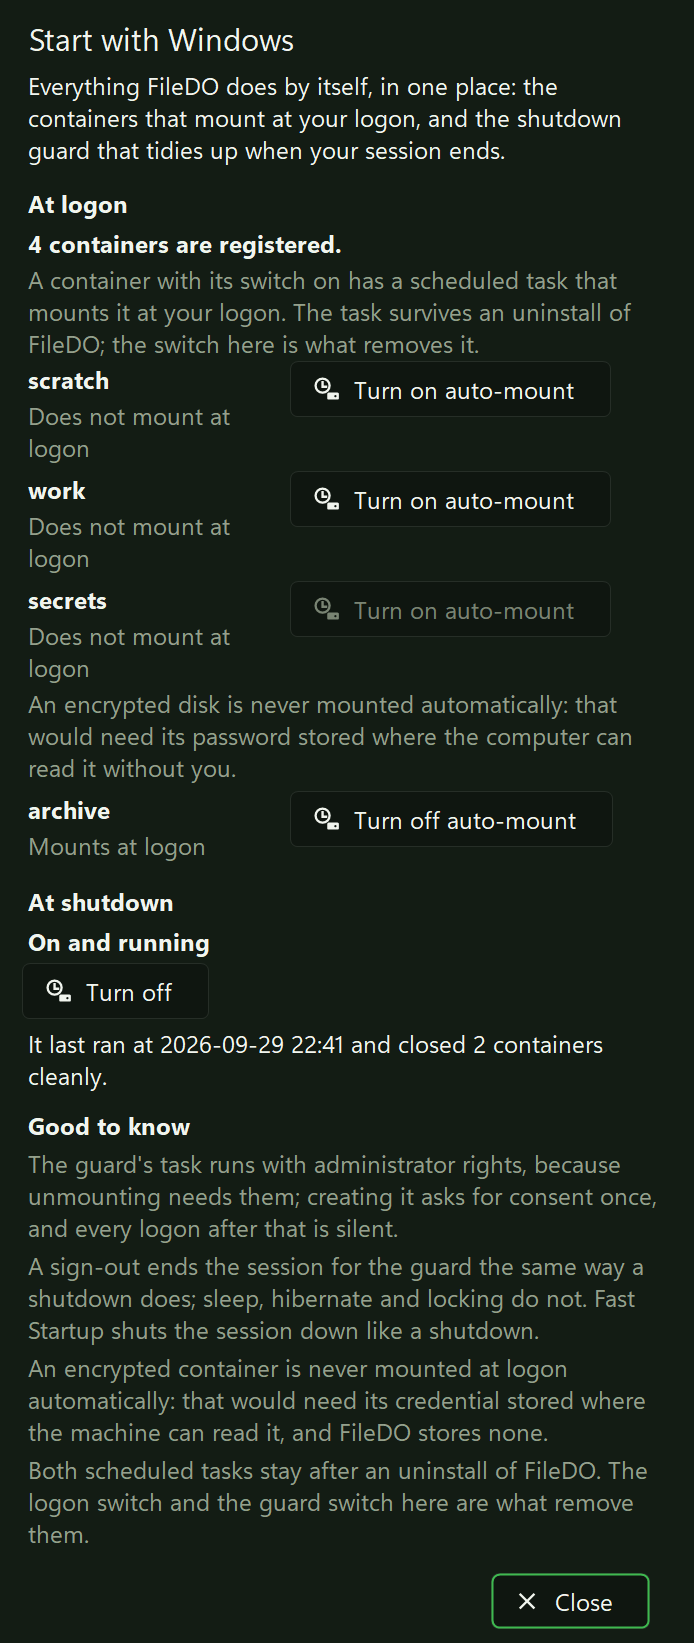 Start with Windows
Everything FileDO does by itself, in one place: the
containers that mount at your logon, and the shutdown
guard that tidies up when your session ends.
At logon
4 containers are registered.
A container with its switch on has a scheduled task that
mounts it at your logon. The task survives an uninstall of
FileDO; the switch here is what removes it.
scratch
Turn on auto-mount
Does not mount at
logon
work
Turn on auto-mount
Does not mount at
logon
secrets
Turn on auto-mount
Does not mount at
logon
An encrypted disk is never mounted automatically: that
would need its password stored where the computer can
read it without you.
archive
Turn off auto-mount
Mounts at logon
At shutdown
On and running
Turn off
It last ran at 2026-09-29 22:41 and closed 2 containers
cleanly.
Good to know
The guard's task runs with administrator rights, because
unmounting needs them; creating it asks for consent once,
and every logon after that is silent.
A sign-out ends the session for the guard the same way a
shutdown does; sleep, hibernate and locking do not. Fast
Startup shuts the session down like a shutdown.
An encrypted container is never mounted at logon
automatically: that would need its credential stored where
the machine can read it, and FileDO stores none.
Both scheduled tasks stay after an uninstall of FileDO. The
logon switch and the guard switch here are what remove
them.
Close